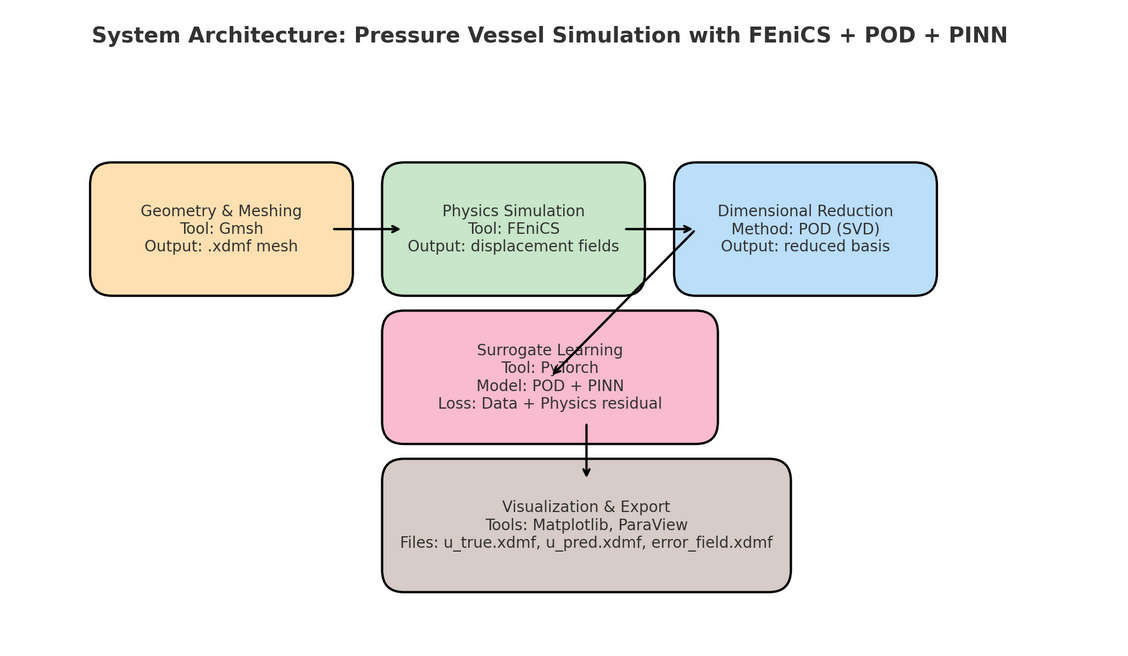 System Architecture: Pressure Vessel Simulation with FEniCS + POD + PINN
Geometry & Meshing
Tool: Gmsh
Output: .xdmf mesh
Physics Simulation
Tool: FEniCS
Output: displacement fields
Dimensional Reduction
Method: POD (SVD)
Output: reduced basis
Surrogate Learning
Tool: PyTorch
Model: POD + PINN
Loss: Data + Physics residual
Visualization & Export
Tools: Matplotlib, ParaView
Files: u_true.xdmf, u_pred.xdmf, error_field.xdmf